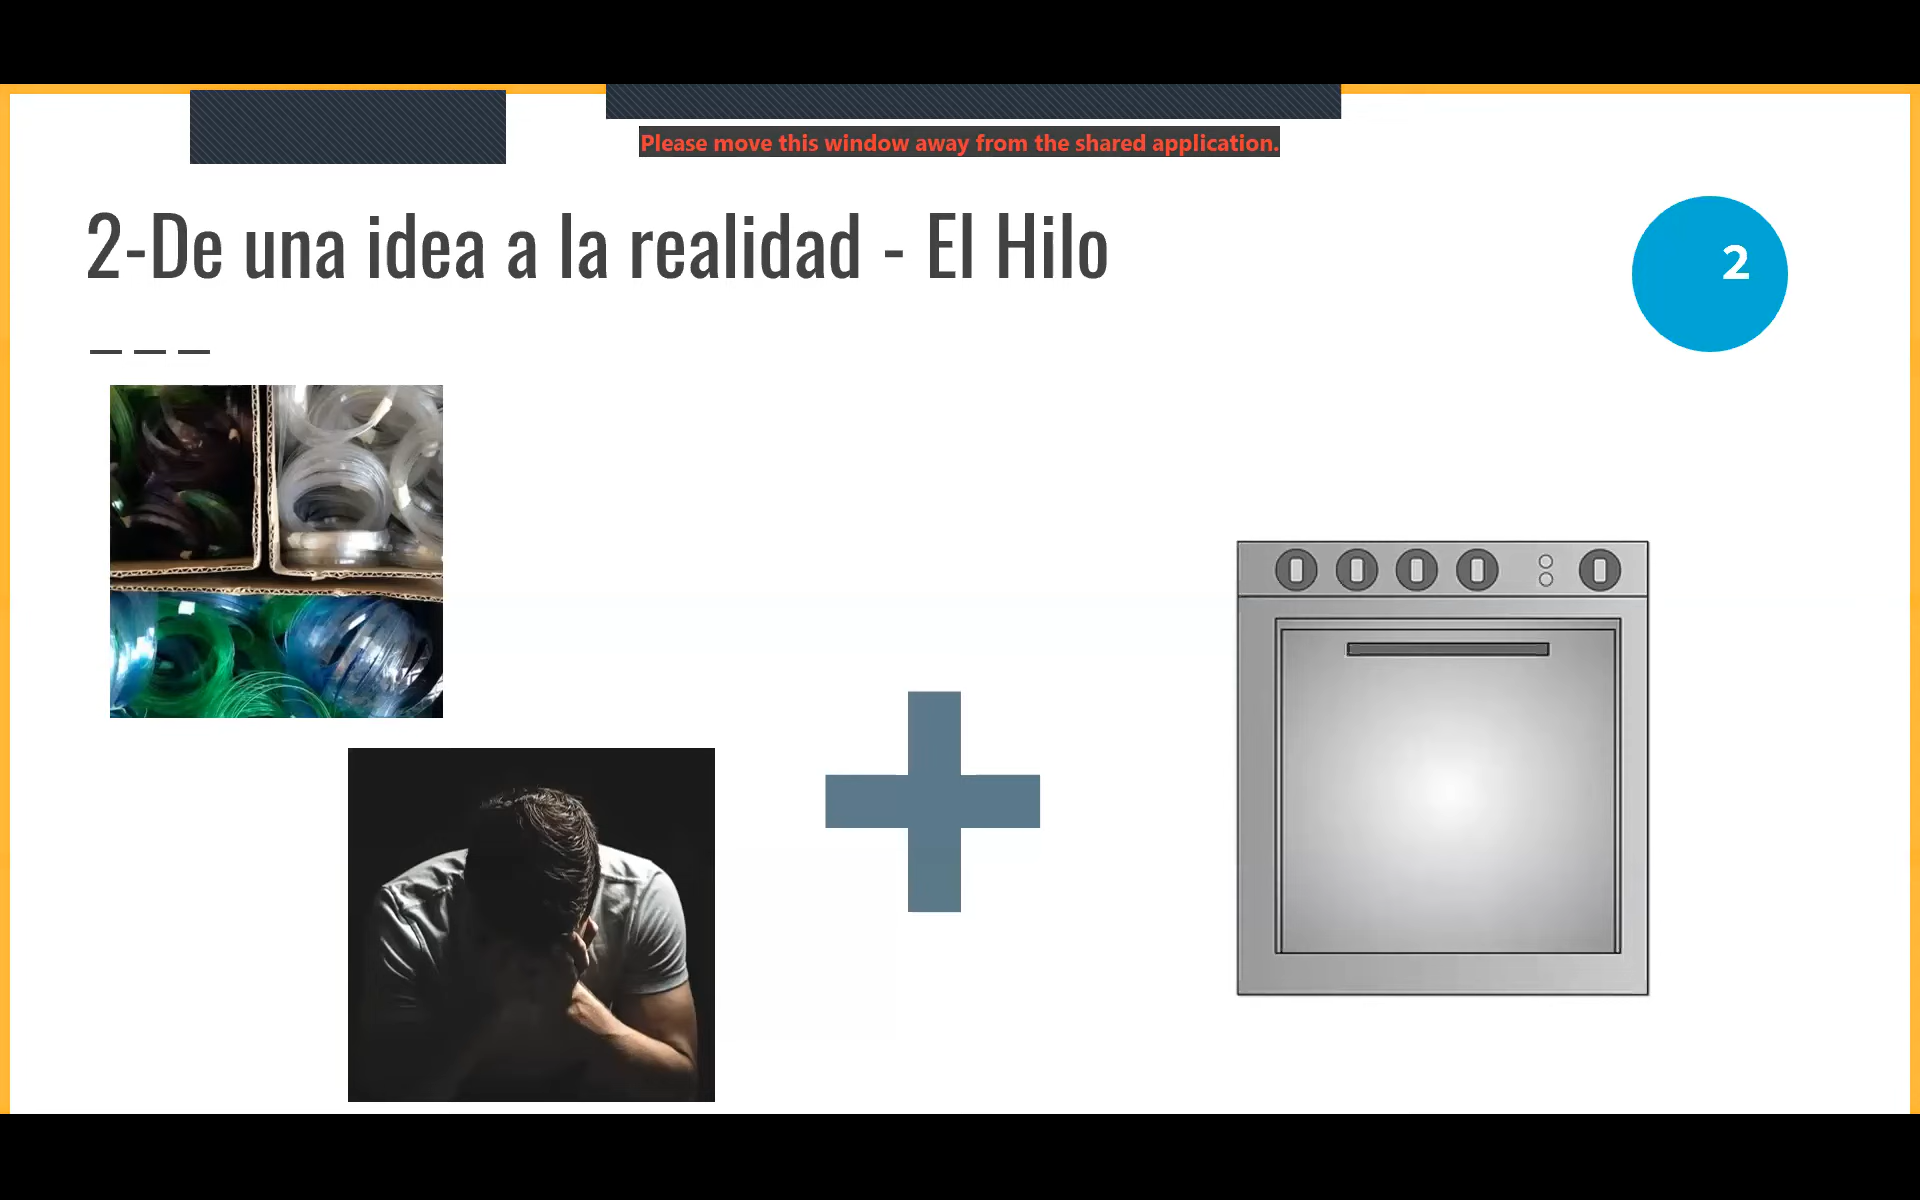 Please move this window away from the shared application.
2-De una idea a la realidad - El Hilo
2